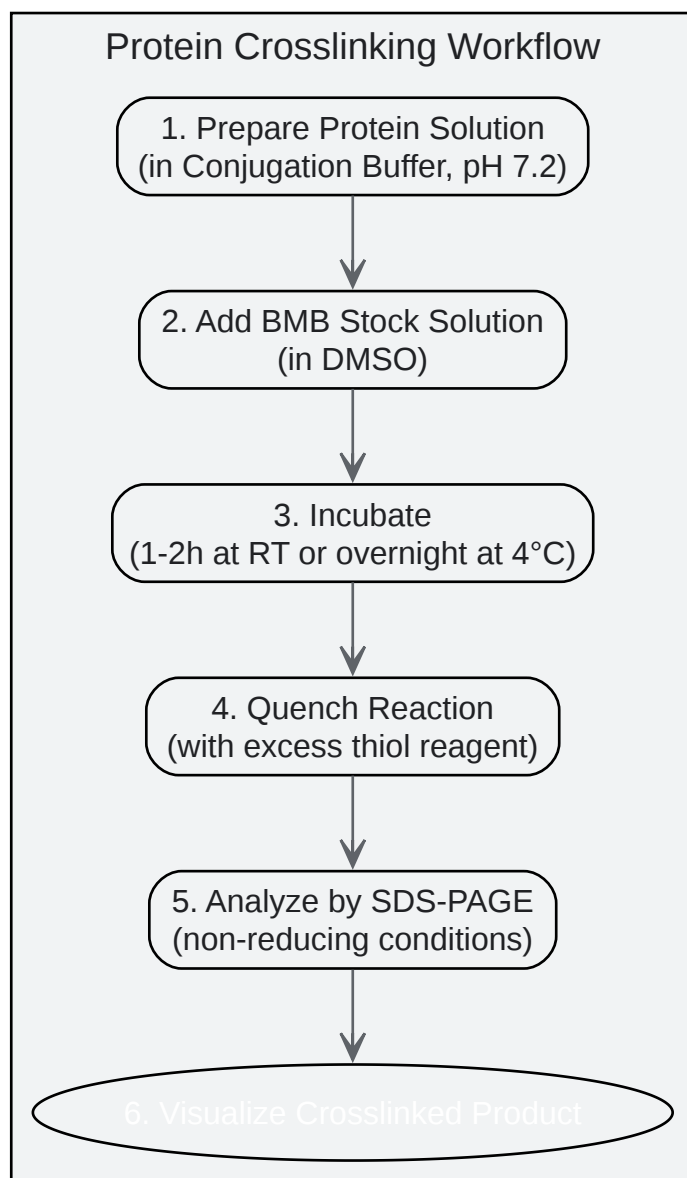 Protein Crosslinking Workflow
1. Prepare Protein Solution
(in Conjugation Buffer, pH 7.2)
2. Add BMB Stock Solution
(in DMSO)
3. Incubate
(1-2h at RT or overnight at 4°C)
4. Quench Reaction
(with excess thiol reagent)
5. Analyze by SDS-PAGE
(non-reducing conditions)
6. Visualize Crosslinked Product